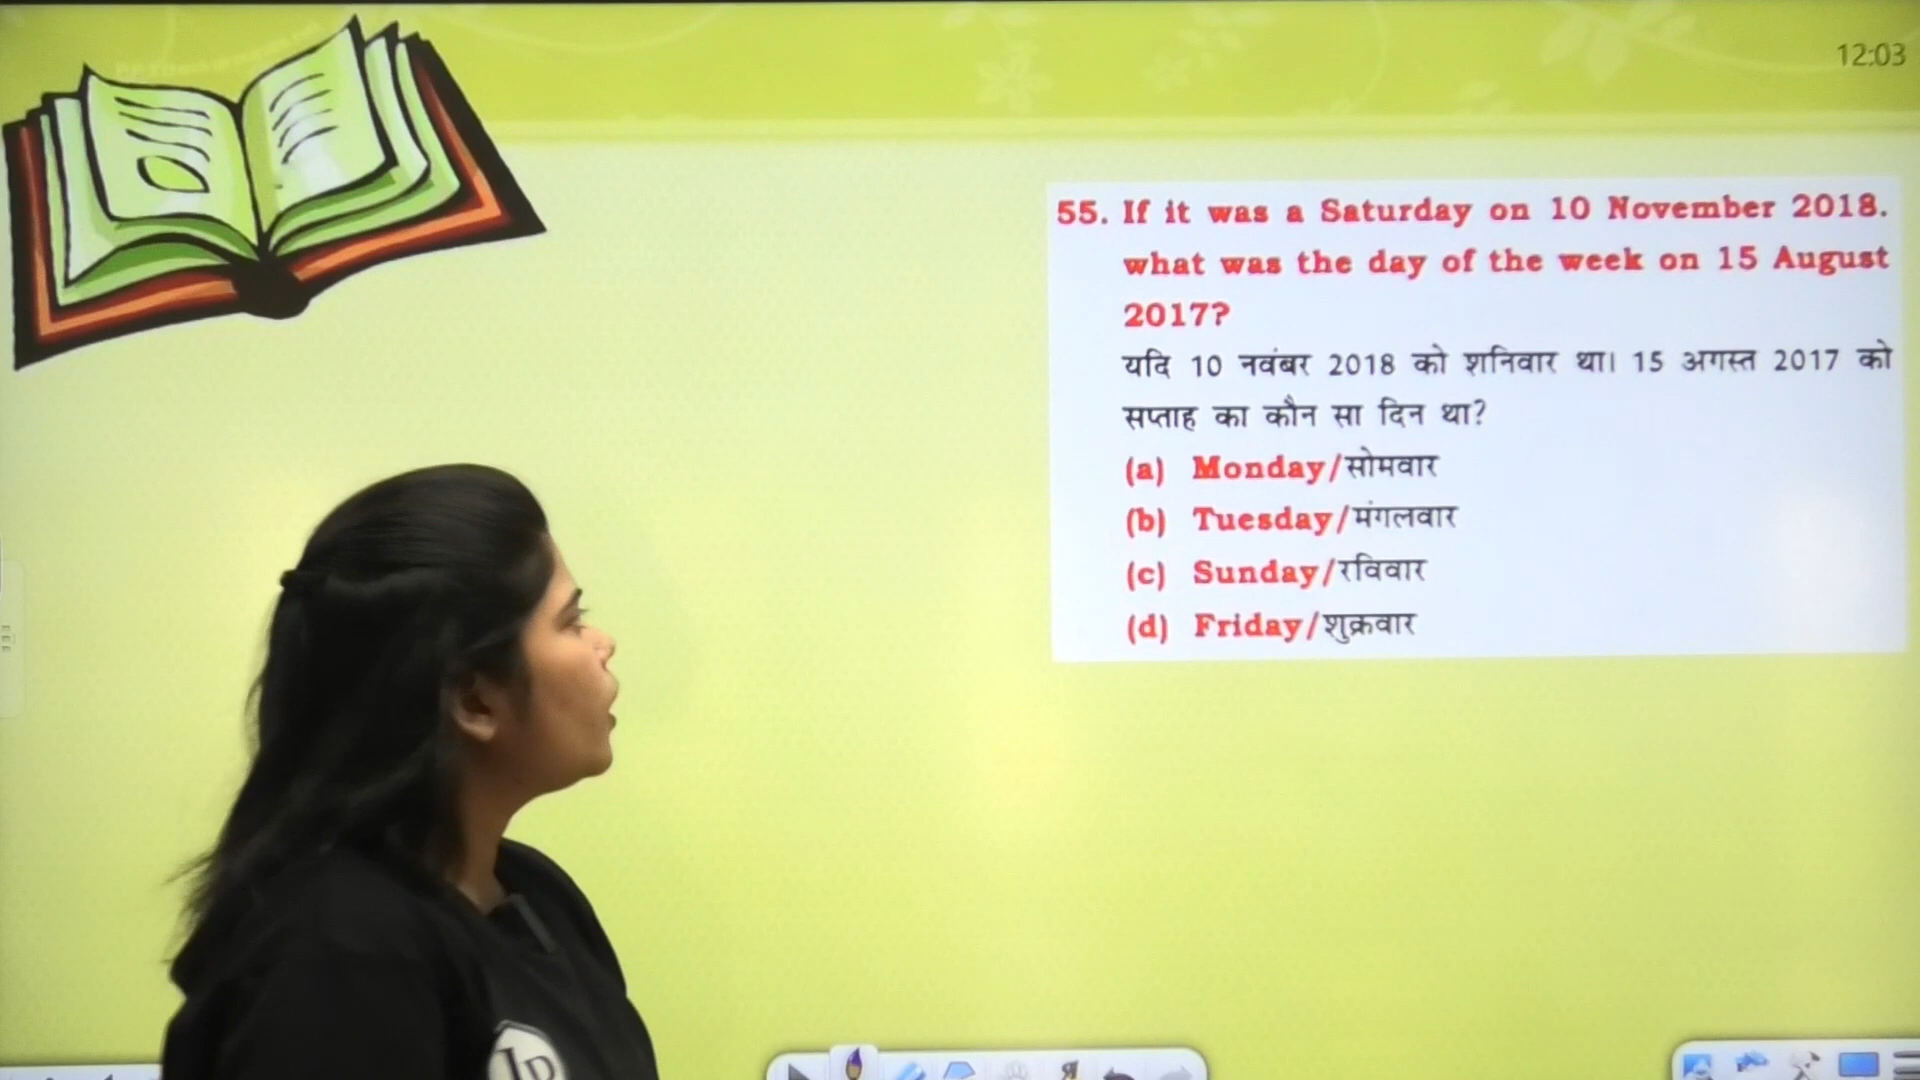 12:03
55. If it was a Saturday on 10 November 2018.
what was the day of the week on 15 August
2017?
यदि 10 नवंबर 2018 को शनिवार था। 15 अगस्त 2017 को
सप्ताह का कौन सा दिन था?
(a) Monday/सोमवार
(b) Tuesday/मंगलवार
(c) Sunday/रविवार
(d) Friday/शुक्रवार